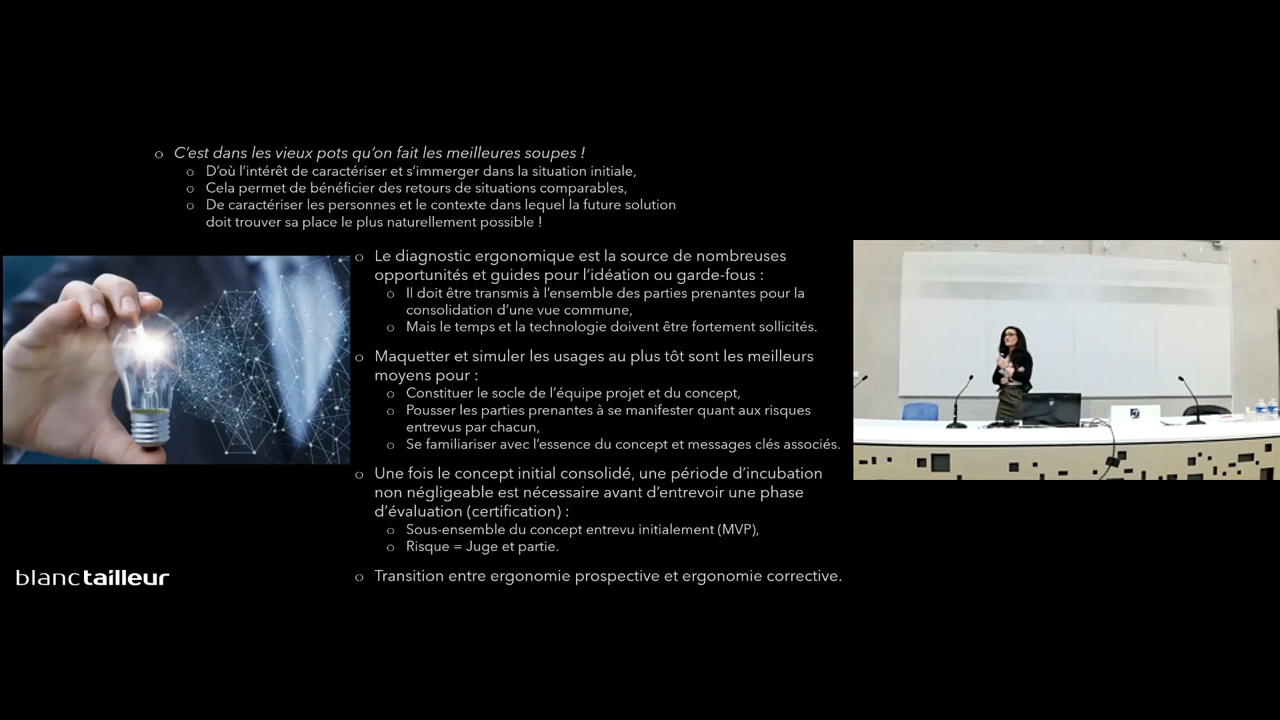 o C’est dans les vieux pots qu’on fait les meilleures soupes !
o D’où l’intérêt de caractériser et s’immerger dans la situation initiale,
o Cela permet de bénéficier des retours de situations comparables,
o De caractériser les personnes et le contexte dans lequel la future solution
doit trouver sa place le plus naturellement possible !
o Le diagnostic ergonomique est la source de nombreuses
opportunités et guides pour l’idéation ou garde-fous :
o Il doit être transmis à l’ensemble des parties prenantes pour la
consolidation d’une vue commune,
o Mais le temps et la technologie doivent être fortement sollicités.
o Maquetter et simuler les usages au plus tôt sont les meilleurs
moyens pour :
o Constituer le socle de l’équipe projet et du concept,
o Pousser les parties prenantes à se manifester quant aux risques
entrevus par chacun,
o Se familiariser avec l’essence du concept et messages clés associés.
o Une fois le concept initial consolidé, une période d’incubation
non négligeable est nécessaire avant d’entrevoir une phase
d’évaluation (certification) :
o Sous-ensemble du concept entrevu initialement (MVP),
o Risque = Juge et partie.
o Transition entre ergonomie prospective et ergonomie corrective.
blanctailleur